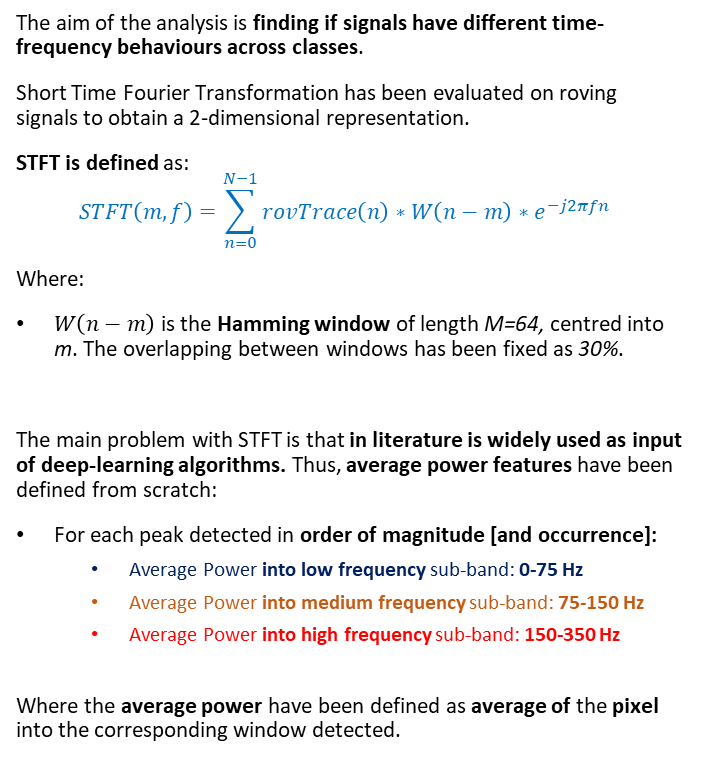 The aim of the analysis is finding if signals have different time-
frequency behaviours across classes.
Short Time Fourier Transformation has been evaluated on roving
signals to obtain a 2-dimensional representation.
STFT is defined as:
STFT(m, f) = ∑_{n=0}^{N−1} rovTrace(n) ∗ W(n − m) ∗ e^{−j2πfn}
Where:
• W(n − m) is the Hamming window of length M=64, centred into
m. The overlapping between windows has been fixed as 30%.
The main problem with STFT is that in literature is widely used as input
of deep-learning algorithms. Thus, average power features have been
defined from scratch:
• For each peak detected in order of magnitude [and occurrence]:
• Average Power into low frequency sub-band: 0-75 Hz
• Average Power into medium frequency sub-band: 75-150 Hz
• Average Power into high frequency sub-band: 150-350 Hz
Where the average power have been defined as average of the pixel
into the corresponding window detected.